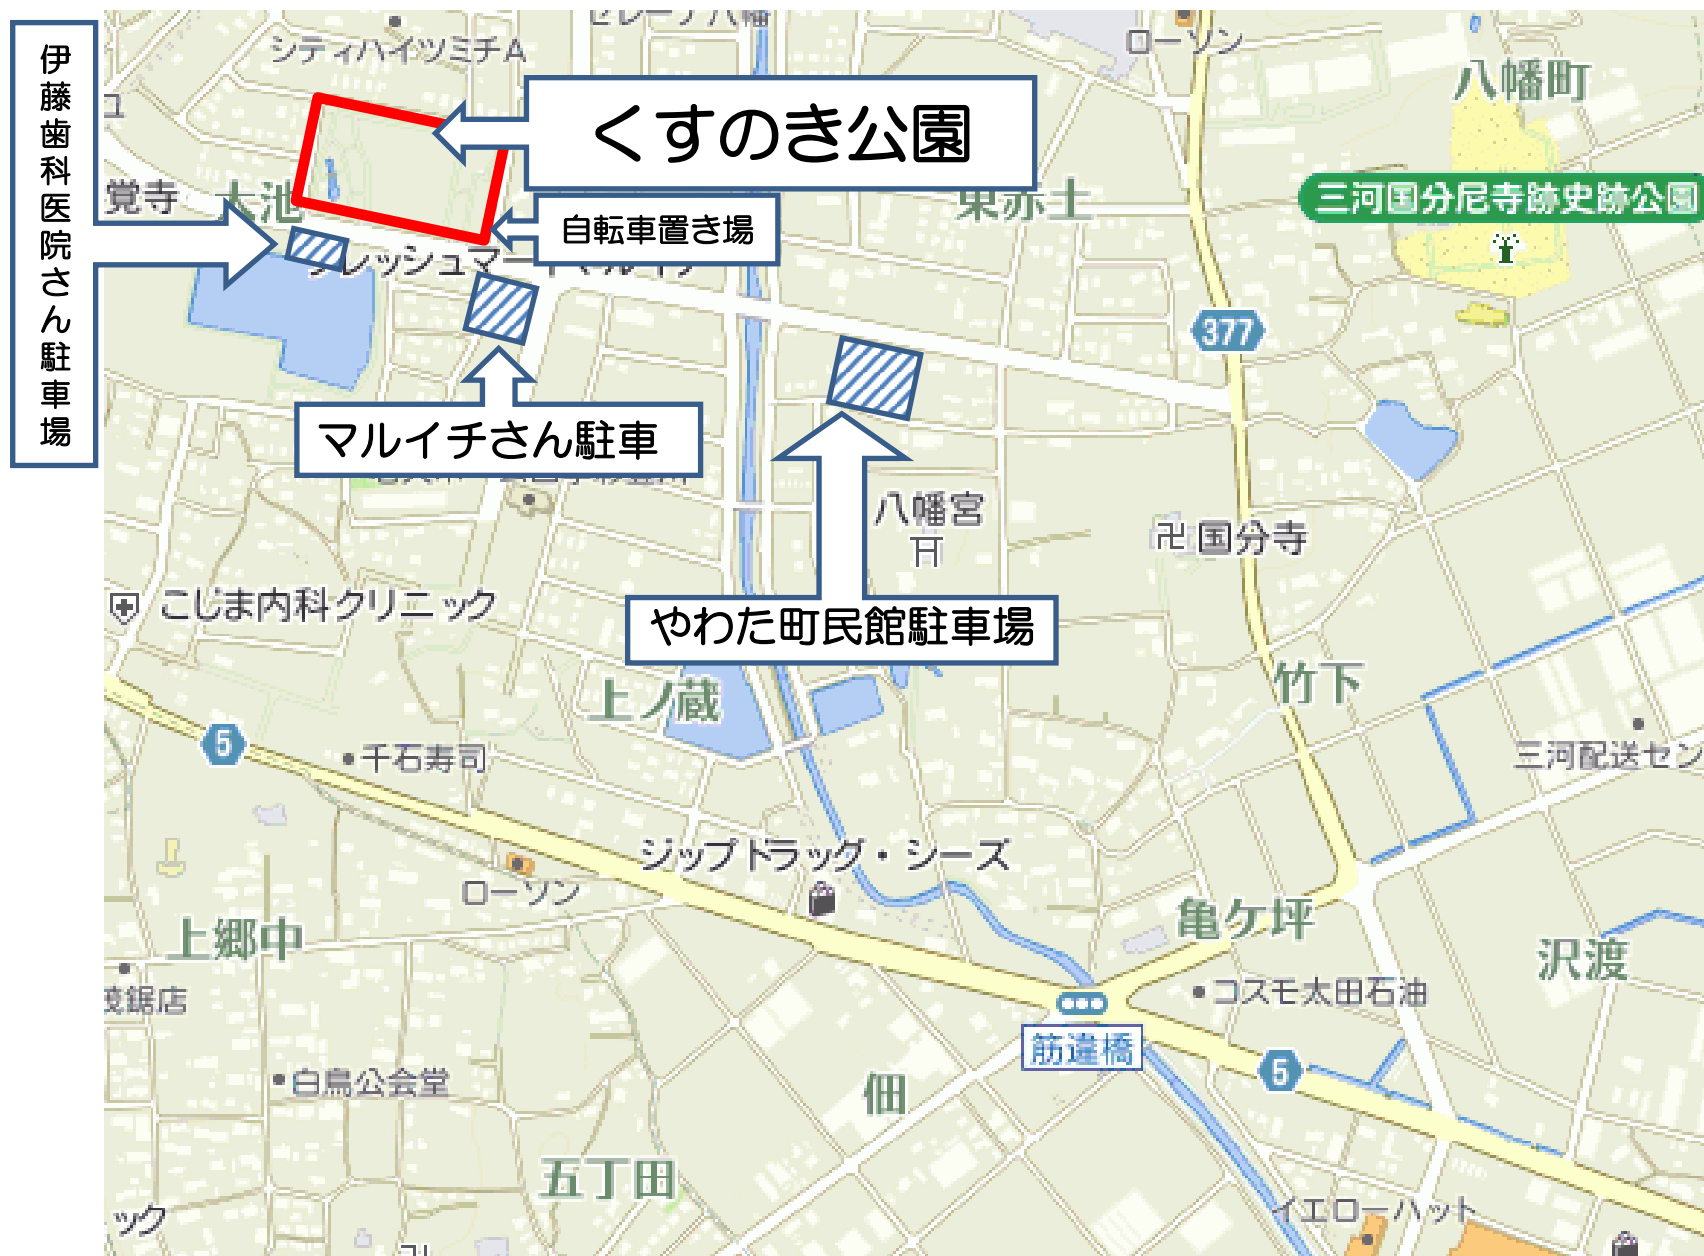 伊藤歯科医院さん駐車場
シティハイツミチA
ローソン
八幡町
くすのき公園
覚寺
大池
東赤土
三河国分尼寺跡史跡公園
自転車置き場
377
マルイチさん駐車
八幡宮
国分寺
こじま内科クリニック
やわた町民館駐車場
上ノ蔵
竹下
5
千石寿司
三河配送セン
ジップドラッグ・シーズ
ローソン
上郷中
亀ケ坪
沢渡
コスモ太田石油
筋違橋
5
白鳥公会堂
佃
五丁田
イエローハット
ック